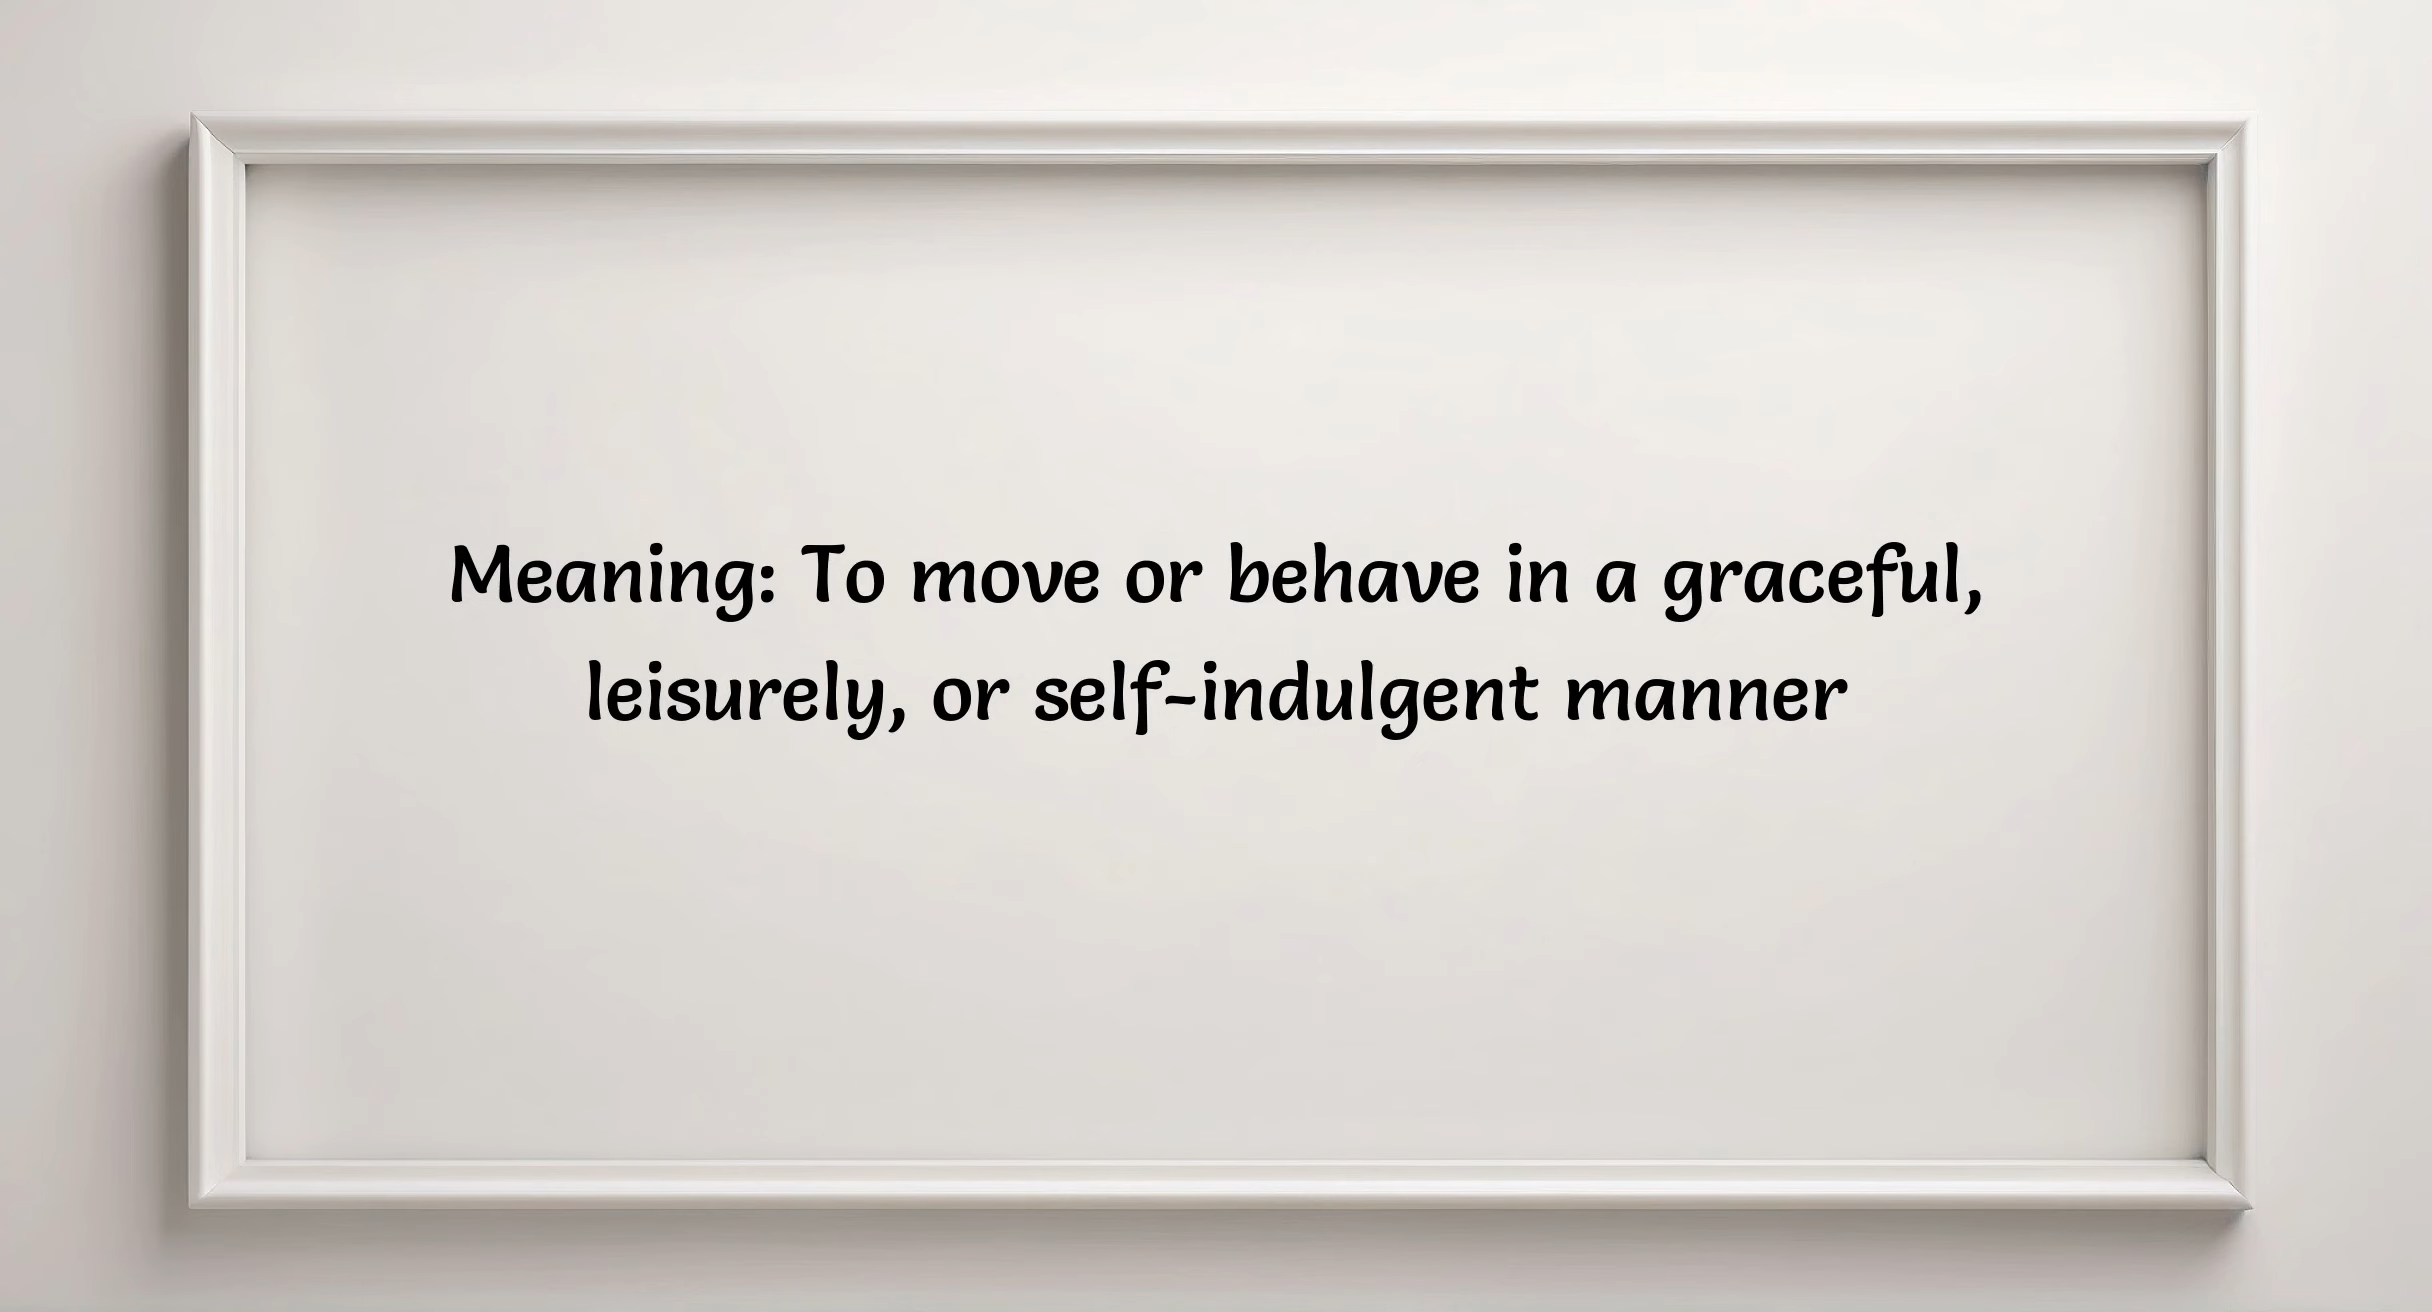 Meaning: To move or behave in a graceful,
leisurely, or self-indulgent manner